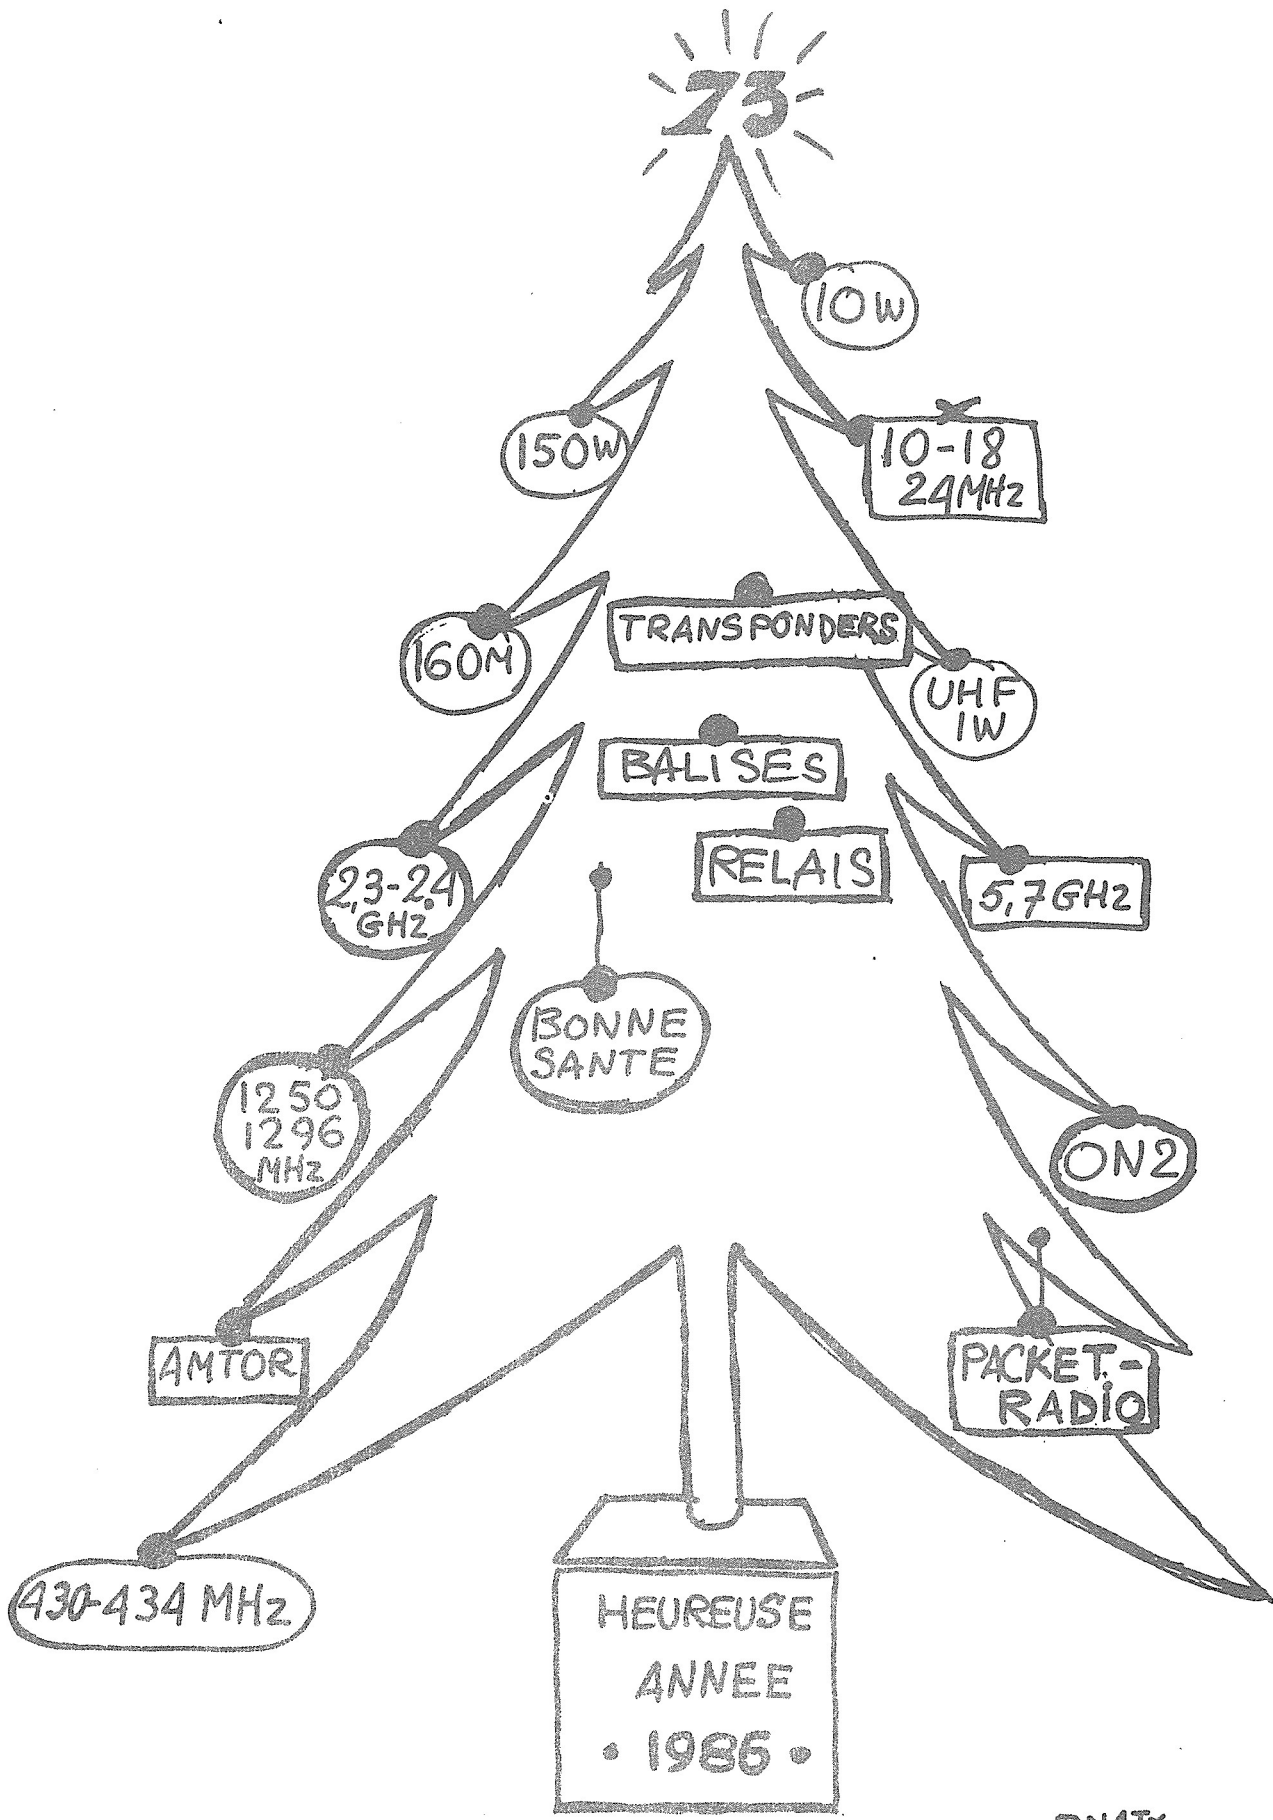 73
10W
150W
10-18
24MHz
TRANSPONDERS
160M
UHF
1W
BALISES
RELAIS
2,3-2,4
GHz
5,7GHz
BONNE
SANTE
1250
1296
MHz
ON2
AMTOR
PACKET-
RADIO
430-434 MHz
HEUREUSE
ANNEE
• 1986 •